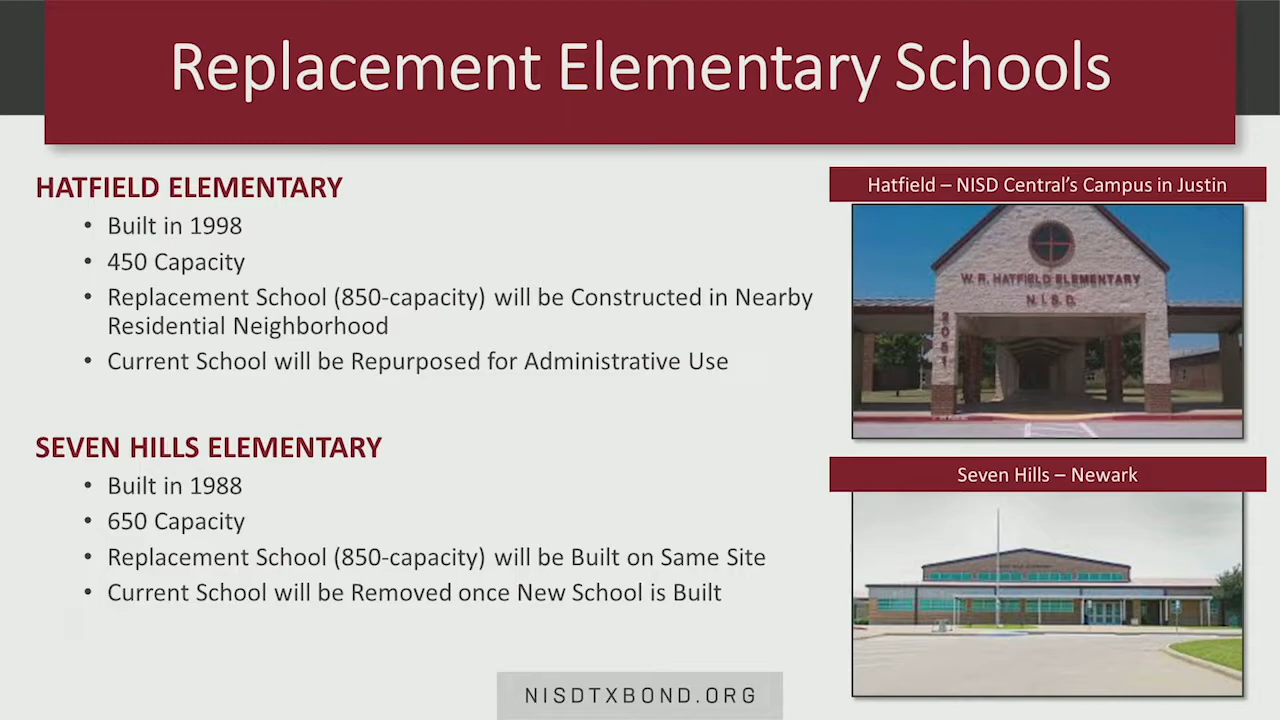 Replacement Elementary Schools
HATFIELD ELEMENTARY
• Built in 1998
• 450 Capacity
• Replacement School (850-capacity) will be Constructed in Nearby
Residential Neighborhood
• Current School will be Repurposed for Administrative Use
SEVEN HILLS ELEMENTARY
• Built in 1988
• 650 Capacity
• Replacement School (850-capacity) will be Built on Same Site
• Current School will be Removed once New School is Built
Hatfield – NISD Central's Campus in Justin
W. R. HATFIELD ELEMENTARY
N.I.S.D.
2051
Seven Hills – Newark
NISDTXBOND.ORG